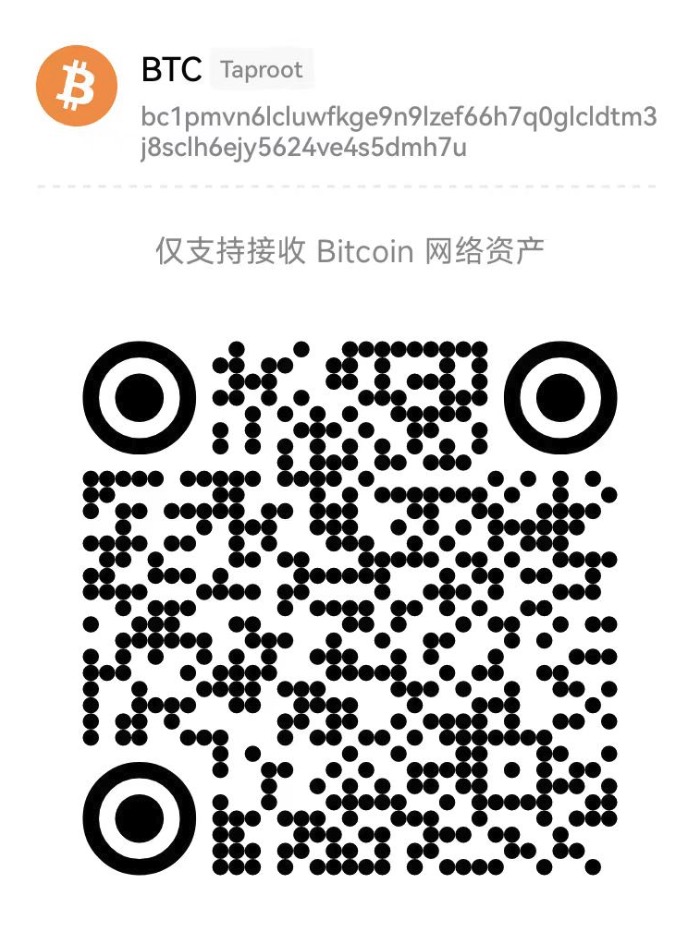 BTC Taproot
bc1pmvn6lcluwfkge9n9lzef66h7q0glcldtm3
j8sclh6ejy5624ve4s5dmh7u
仅支持接收 Bitcoin 网络资产